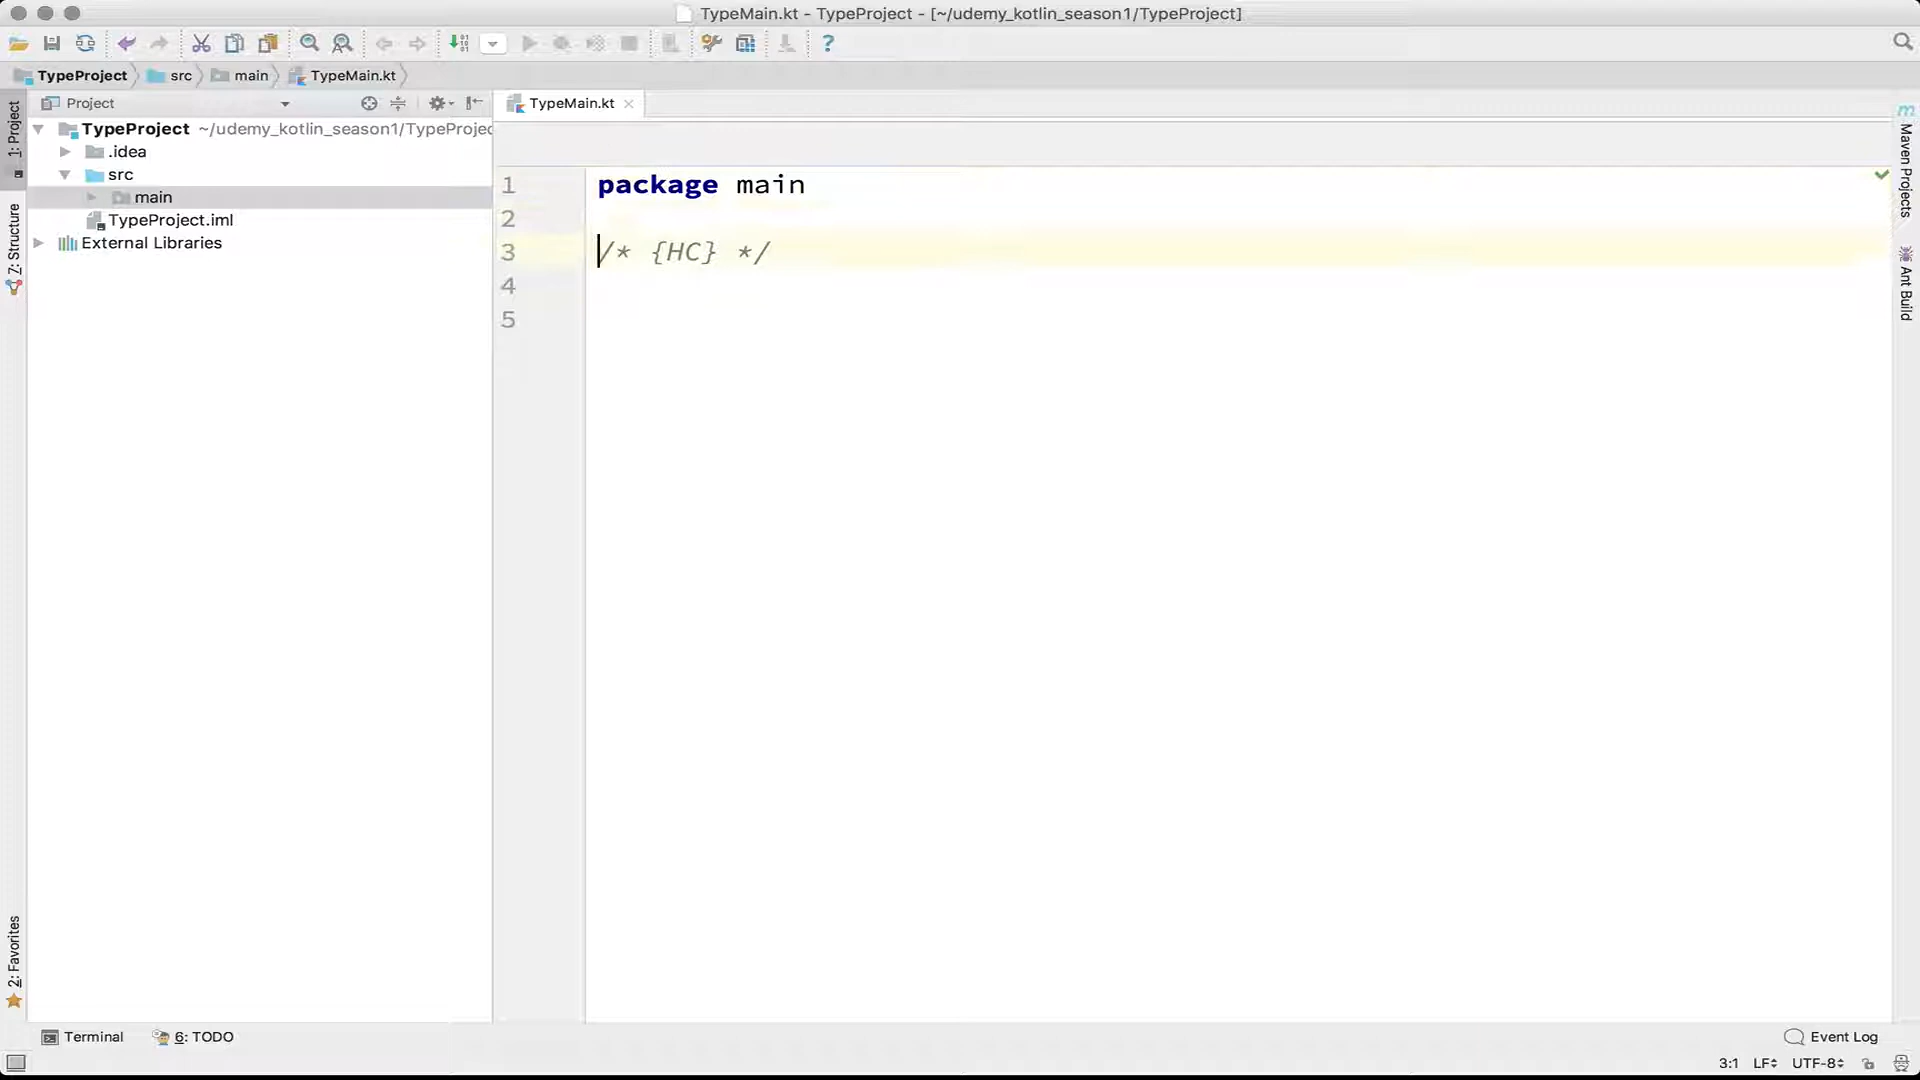 TypeMain.kt - TypeProject - [~/udemy_kotlin_season1/TypeProject]
TypeProject src main TypeMain.kt
Project
TypeMain.kt
TypeProject ~/udemy_kotlin_season1/TypeProjec
.idea
src
main
TypeProject.iml
External Libraries
1: Project
7: Structure
2: Favorites
1 package main
2
3 /* {HC} */
4
5
m
Maven Projects
Ant Build
Terminal
6: TODO
Event Log
3:1 LF UTF-8